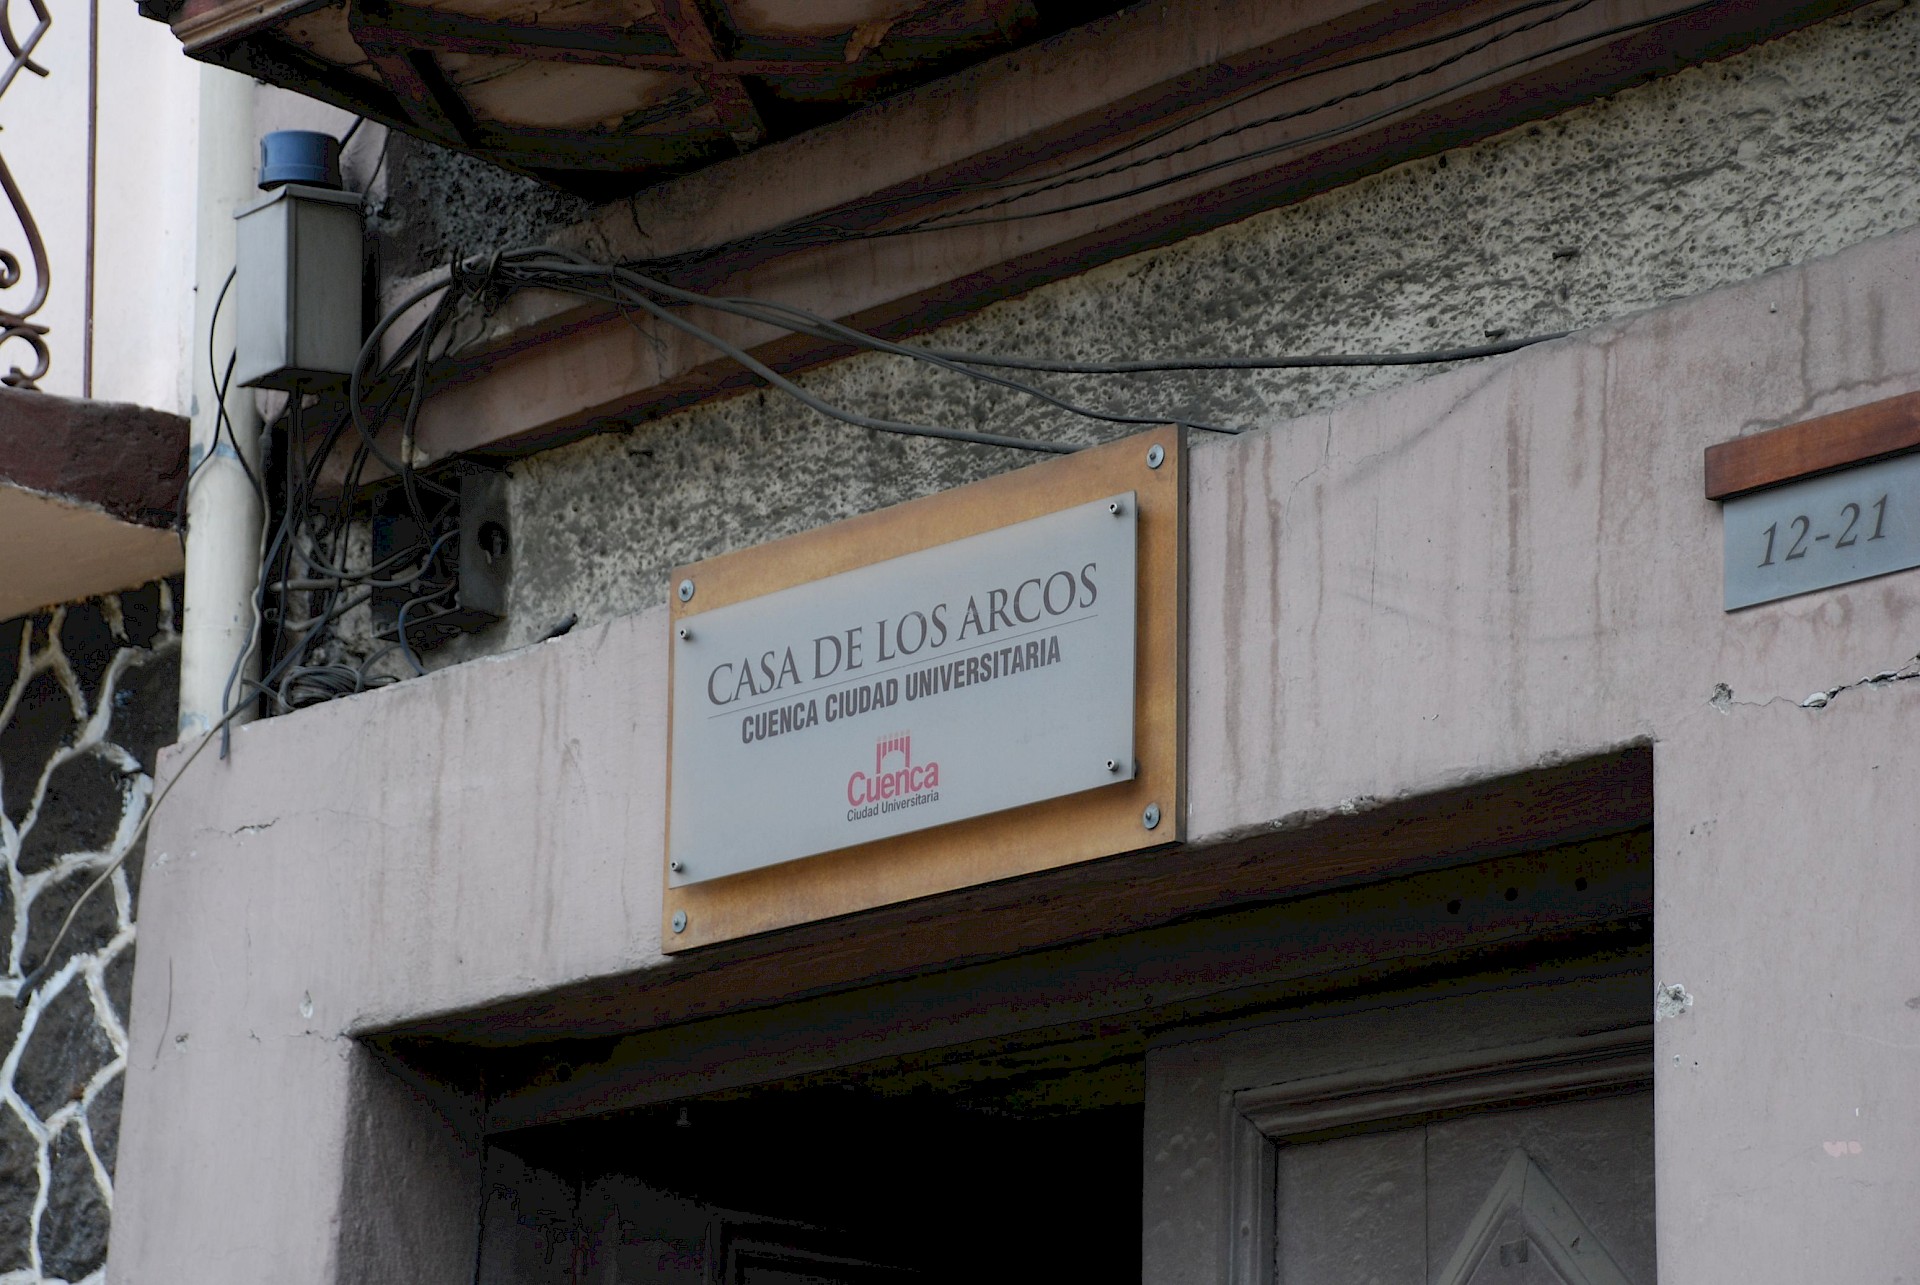 CASA DE LOS ARCOS
CUENCA CIUDAD UNIVERSITARIA
Cuenca
Ciudad Universitaria
12-21